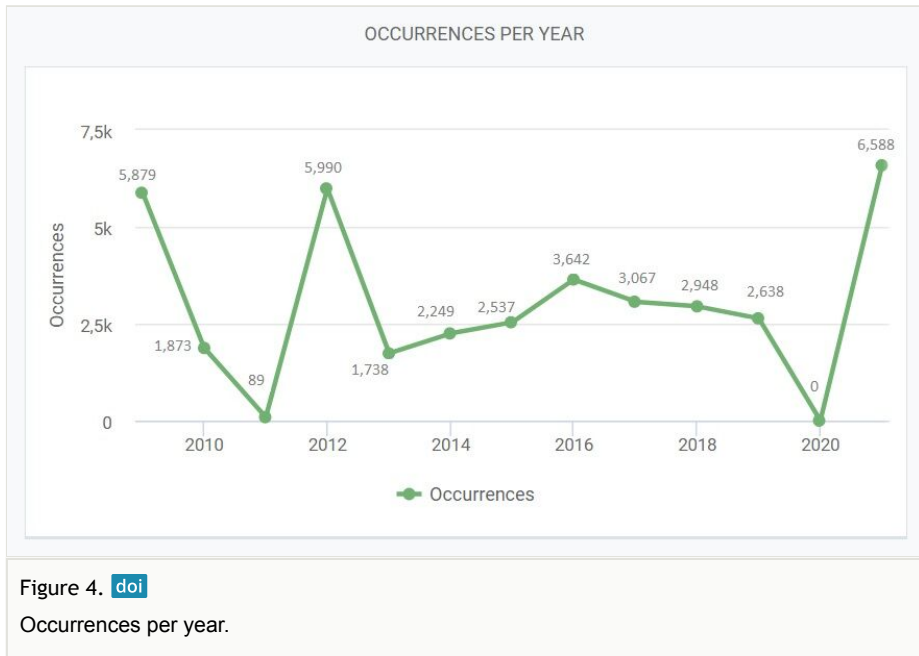 OCCURRENCES PER YEAR
7,5k
5k
2,5k
0
Occurrences
5,879
1,873
89
5,990
1,738
2,249
2,537
3,642
3,067
2,948
2,638
0
6,588
2010
2012
2014
2016
2018
2020
Occurrences
Figure 4. doi
Occurrences per year.